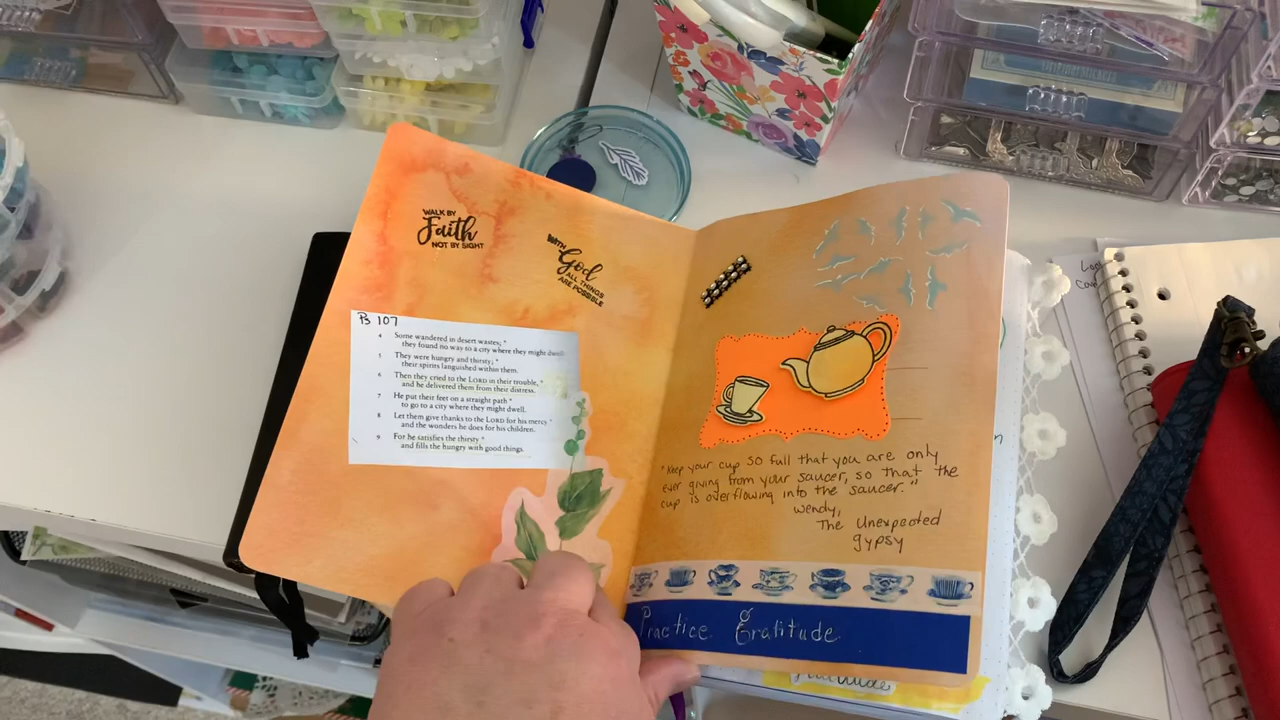 WALK BY
Faith
NOT BY SIGHT
WITH
God
ALL THINGS
ARE POSSIBLE
B 107
4 Some wandered in desert wastes; *
they found no way to a city where they might dwell.
5 They were hungry and thirsty; *
their spirits languished within them.
6 Then they cried to the LORD in their trouble, *
and he delivered them from their distress.
7 He put their feet on a straight path *
to go to a city where they might dwell.
8 Let them give thanks to the LORD for his mercy *
and the wonders he does for his children.
9 For he satisfies the thirsty *
and fills the hungry with good things.
"Keep your cup so full that you are only
ever giving from your saucer, so that the
cup is overflowing into the saucer."
wendy,
The Unexpected
gypsy
Practice Gratitude